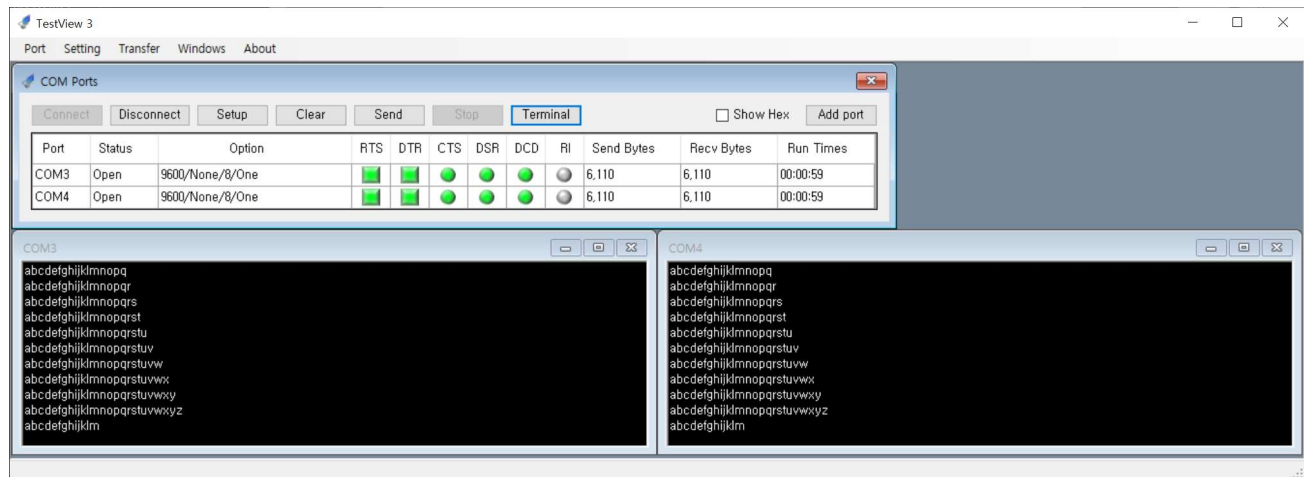 TestView 3
Port Setting Transfer Windows About
COM Ports
Connect Disconnect Setup Clear Send Stop Terminal Show Hex Add port
Port Status Option RTS DTR CTS DSR DCD RI Send Bytes Recv Bytes Run Times
COM3 Open 9600/None/8/One 6,110 6,110 00:00:59
COM4 Open 9600/None/8/One 6,110 6,110 00:00:59
COM3
abcdefghijklmnopq
abcdefghijklmnopqr
abcdefghijklmnopqrs
abcdefghijklmnopqrst
abcdefghijklmnopqrstu
abcdefghijklmnopqrstuv
abcdefghijklmnopqrstuvw
abcdefghijklmnopqrstuvwx
abcdefghijklmnopqrstuvwxy
abcdefghijklmnopqrstuvwxyz
abcdefghijklm
COM4
abcdefghijklmnopq
abcdefghijklmnopqr
abcdefghijklmnopqrs
abcdefghijklmnopqrst
abcdefghijklmnopqrstu
abcdefghijklmnopqrstuv
abcdefghijklmnopqrstuvw
abcdefghijklmnopqrstuvwx
abcdefghijklmnopqrstuvwxy
abcdefghijklmnopqrstuvwxyz
abcdefghijklm